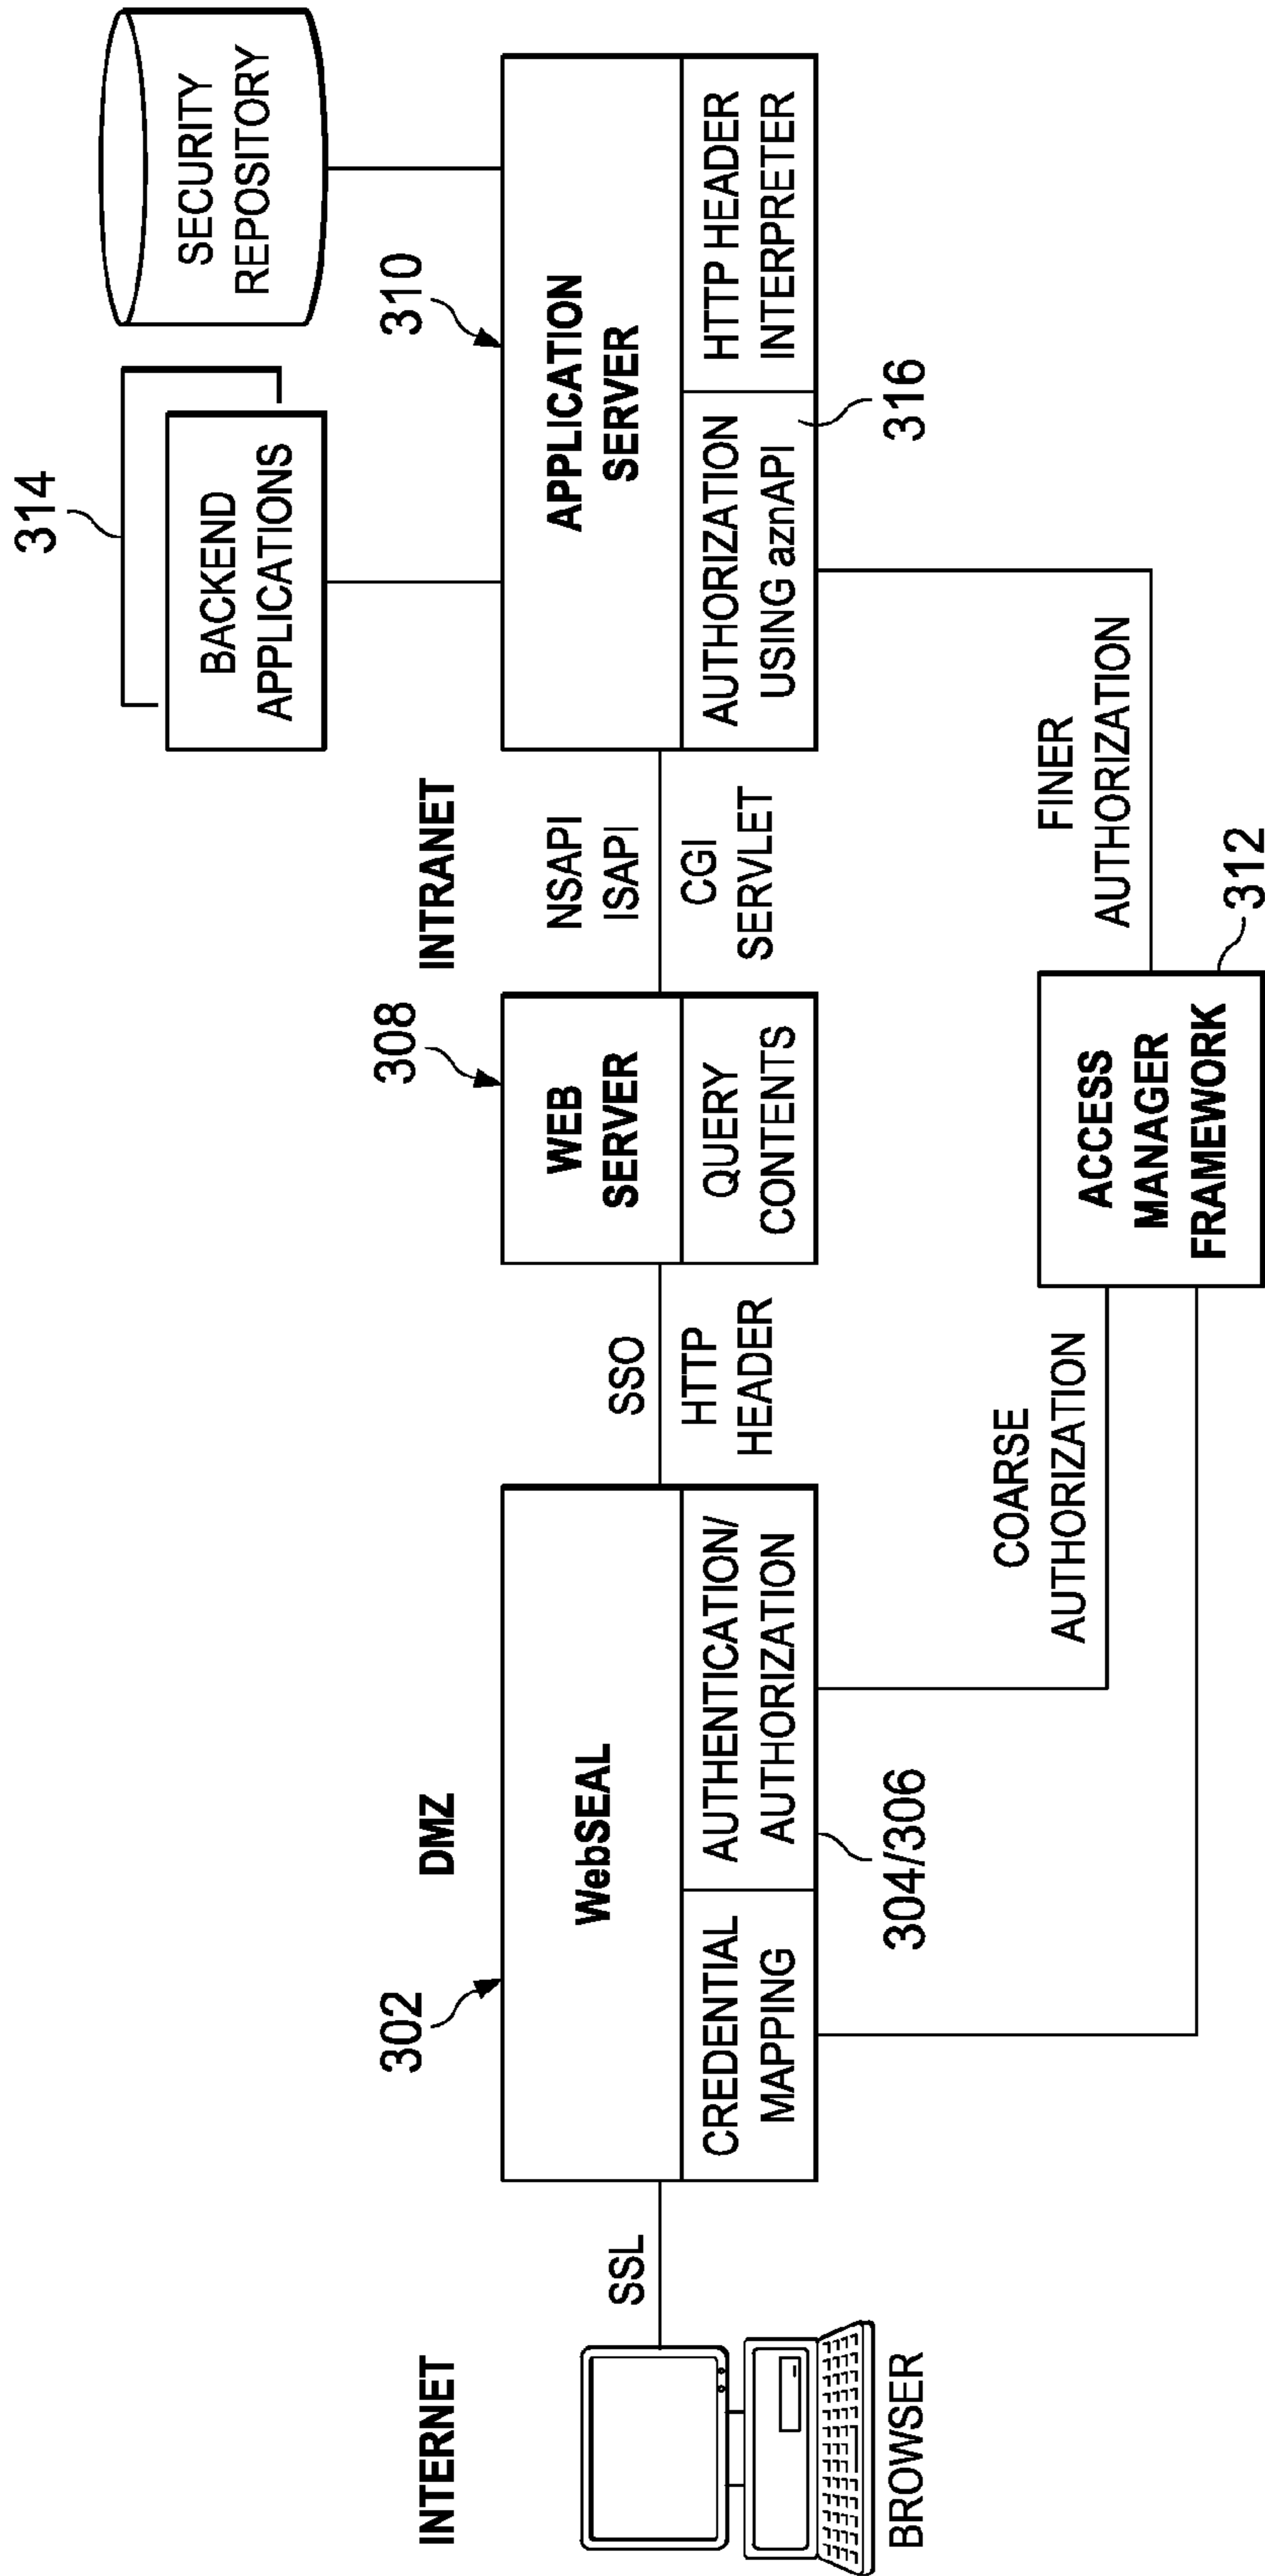 314
BACKEND
APPLICATIONS
SECURITY
REPOSITORY
INTERNET
302
DMZ
308
INTRANET
310
SSL
WebSEAL
CREDENTIAL
MAPPING
AUTHENTICATION/
AUTHORIZATION
304/306
SSO
HTTP
HEADER
WEB
SERVER
QUERY
CONTENTS
NSAPI
ISAPI
CGI
SERVLET
APPLICATION
SERVER
AUTHORIZATION
USING aznAPI
HTTP HEADER
INTERPRETER
316
BROWSER
COARSE
AUTHORIZATION
FINER
AUTHORIZATION
ACCESS
MANAGER
FRAMEWORK
312